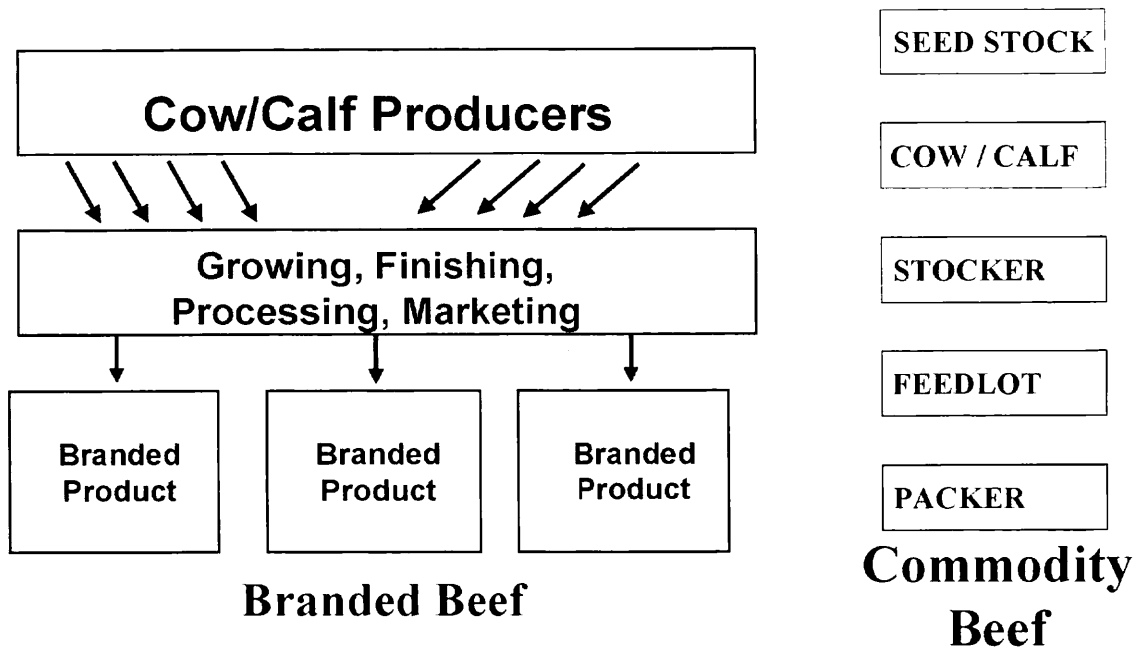 Cow/Calf Producers
Growing, Finishing,
Processing, Marketing
Branded
Product
Branded
Product
Branded
Product
Branded Beef
SEED STOCK
COW / CALF
STOCKER
FEEDLOT
PACKER
Commodity
Beef